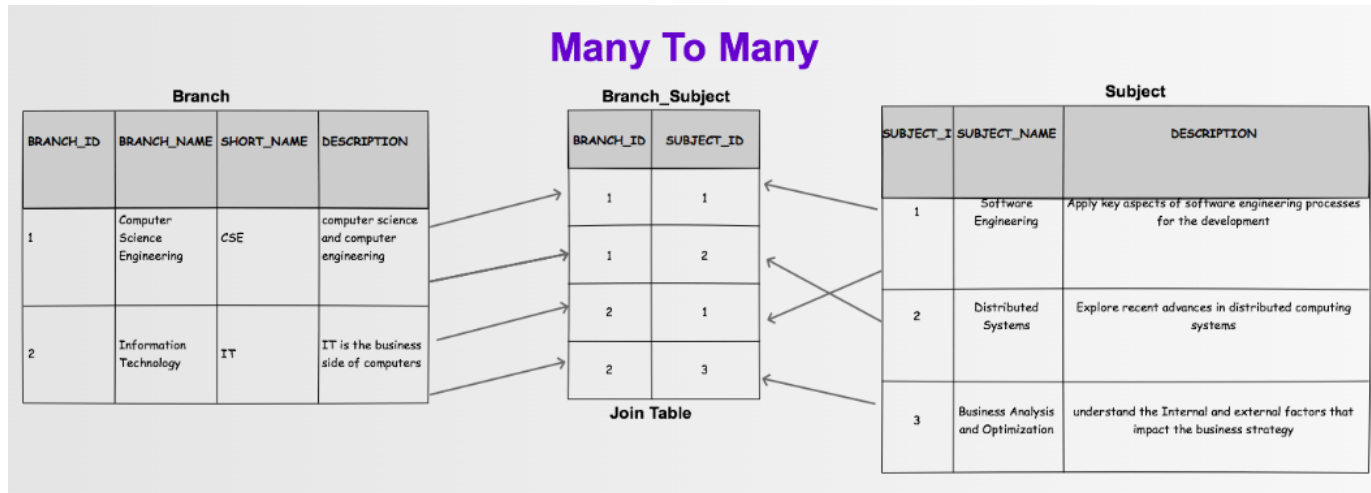 Many To Many
Branch
BRANCH_ID BRANCH_NAME SHORT_NAME DESCRIPTION
1
Computer
Science
Engineering
CSE
computer science
and computer
engineering
2
Information
Technology
IT
IT is the business
side of computers
Branch_Subject
BRANCH_ID SUBJECT_ID
1 1
1 2
2 1
2 3
Join Table
Subject
SUBJECT_I SUBJECT_NAME DESCRIPTION
1
Software
Engineering
Apply key aspects of software engineering processes
for the development
2
Distributed
Systems
Explore recent advances in distributed computing
systems
3
Business Analysis
and Optimization
understand the Internal and external factors that
impact the business strategy